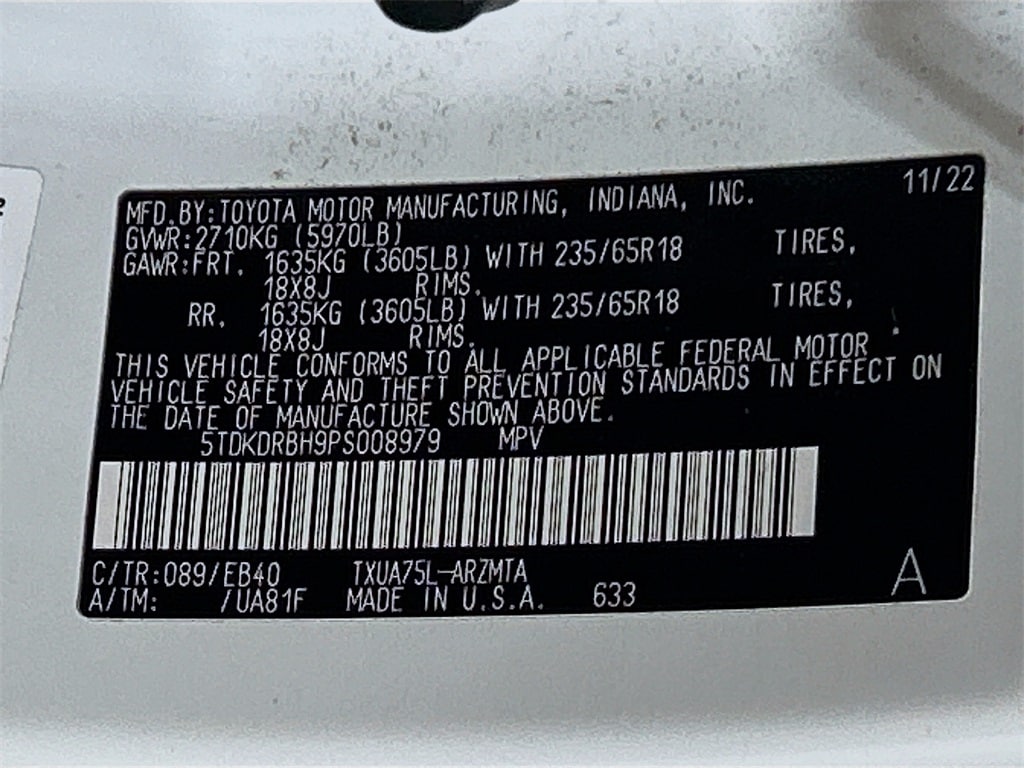 11/22
MFD.BY:TOYOTA MOTOR MANUFACTURING, INDIANA, INC.
GVWR:2710KG (5970LB)
GAWR:FRT. 1635KG (3605LB) WITH 235/65R18 TIRES,
18X8J RIMS.
RR. 1635KG (3605LB) WITH 235/65R18 TIRES,
18X8J RIMS.
THIS VEHICLE CONFORMS TO ALL APPLICABLE FEDERAL MOTOR
VEHICLE SAFETY AND THEFT PREVENTION STANDARDS IN EFFECT ON
THE DATE OF MANUFACTURE SHOWN ABOVE.
5TDKDRBH9PS008979 MPV
C/TR:089/EB40 TXUA75L-ARZMTA
A/TM: /UA81F MADE IN U.S.A. 633
A